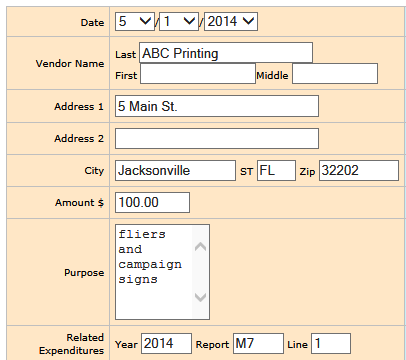 Date 5 / 1 / 2014
Vendor Name Last ABC Printing
First Middle
Address 1 5 Main St.
Address 2
City Jacksonville ST FL Zip 32202
Amount $ 100.00
Purpose
fliers
and
campaign
signs
Related
Expenditures Year 2014 Report M7 Line 1